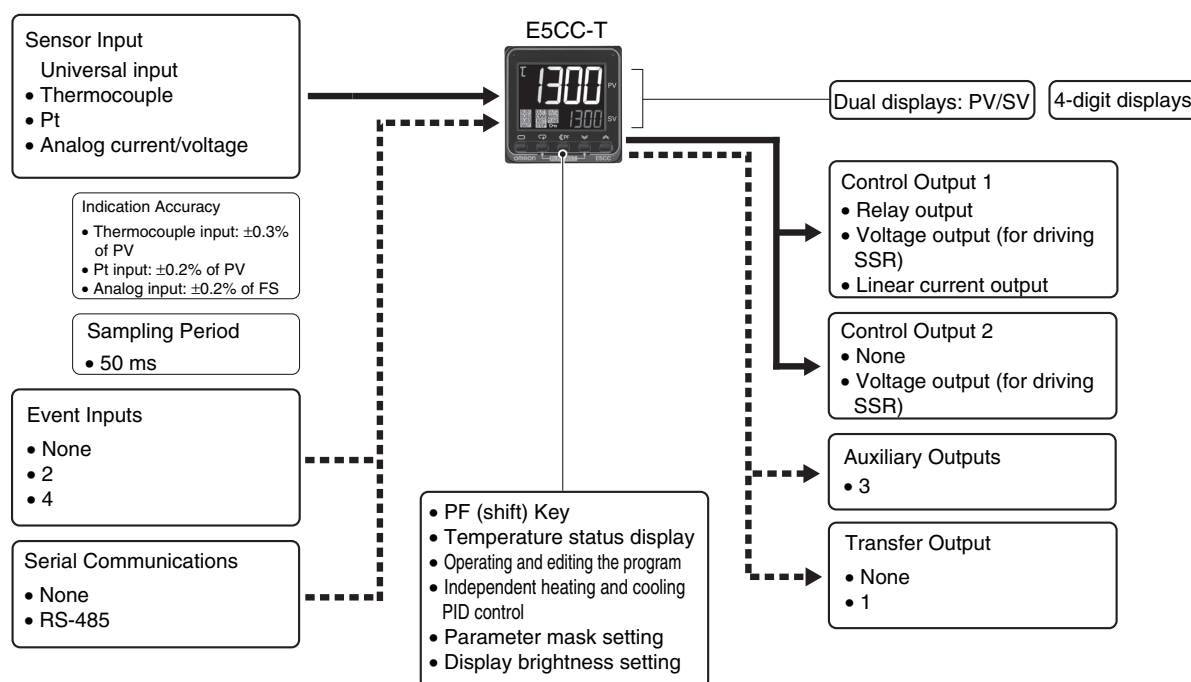 E5CC-T
Sensor Input
Universal input
• Thermocouple
• Pt
• Analog current/voltage
Indication Accuracy
• Thermocouple input: ±0.3%
of PV
• Pt input: ±0.2% of PV
• Analog input: ±0.2% of FS
Sampling Period
• 50 ms
Event Inputs
• None
• 2
• 4
Serial Communications
• None
• RS-485
1300
PV
1300
SV
PF
OMRON
E5CC
• PF (shift) Key
• Temperature status display
• Operating and editing the program
• Independent heating and cooling
PID control
• Parameter mask setting
• Display brightness setting
Dual displays: PV/SV
4-digit displays
Control Output 1
• Relay output
• Voltage output (for driving
SSR)
• Linear current output
Control Output 2
• None
• Voltage output (for driving
SSR)
Auxiliary Outputs
• 3
Transfer Output
• None
• 1